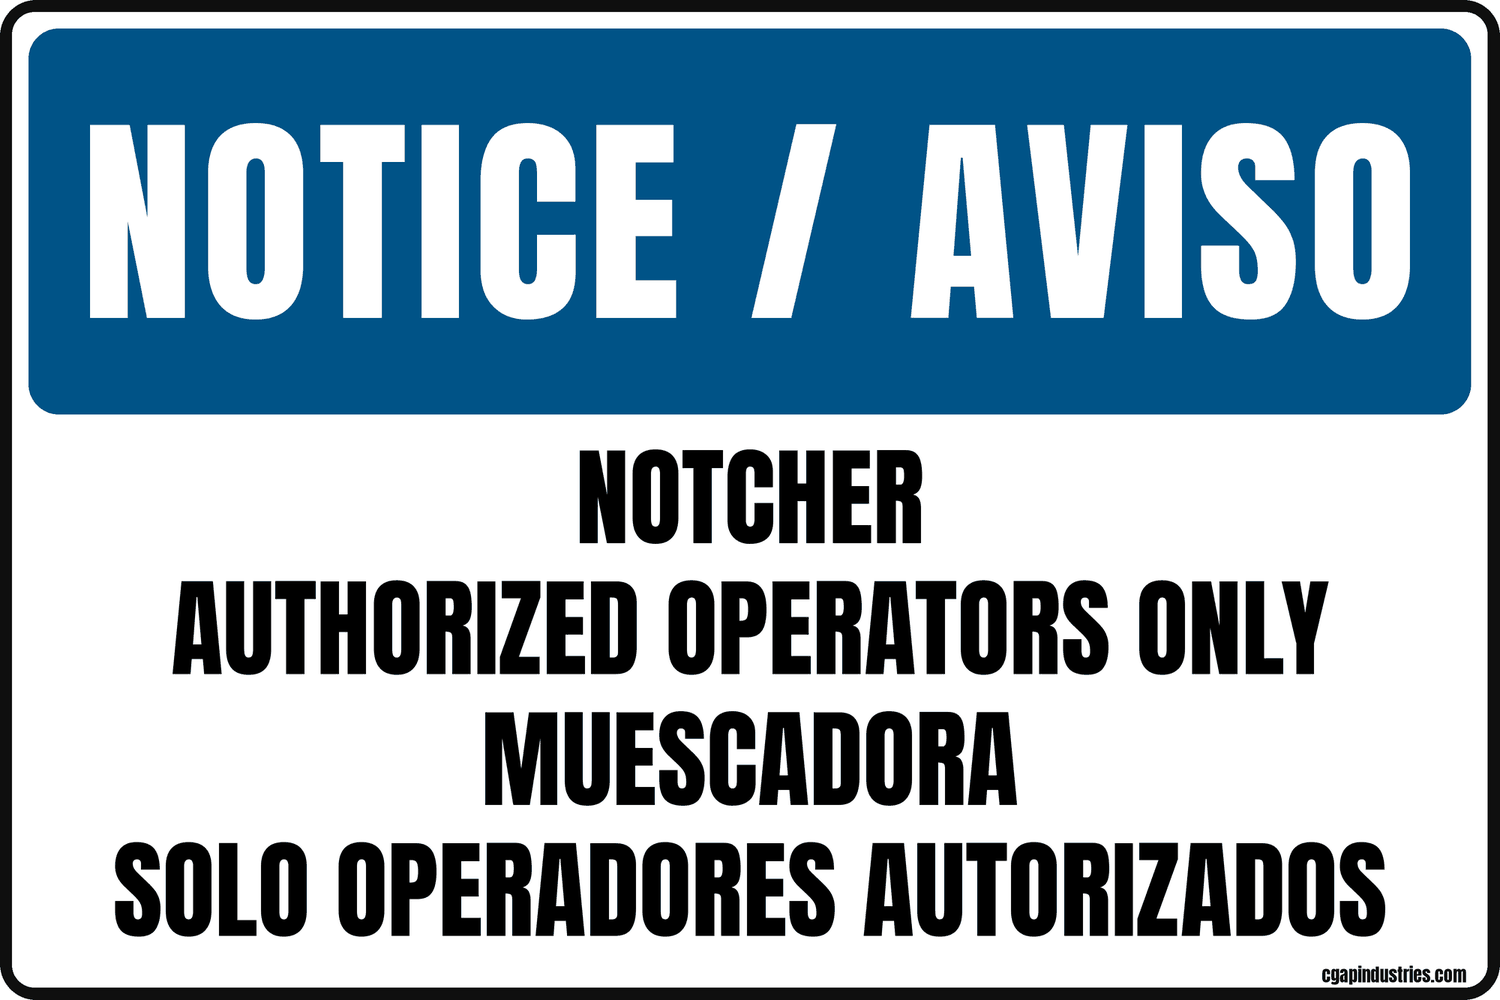 NOTICE / AVISO
NOTCHER
AUTHORIZED OPERATORS ONLY
MUESCADORA
SOLO OPERADORES AUTORIZADOS
cgapindustries.com